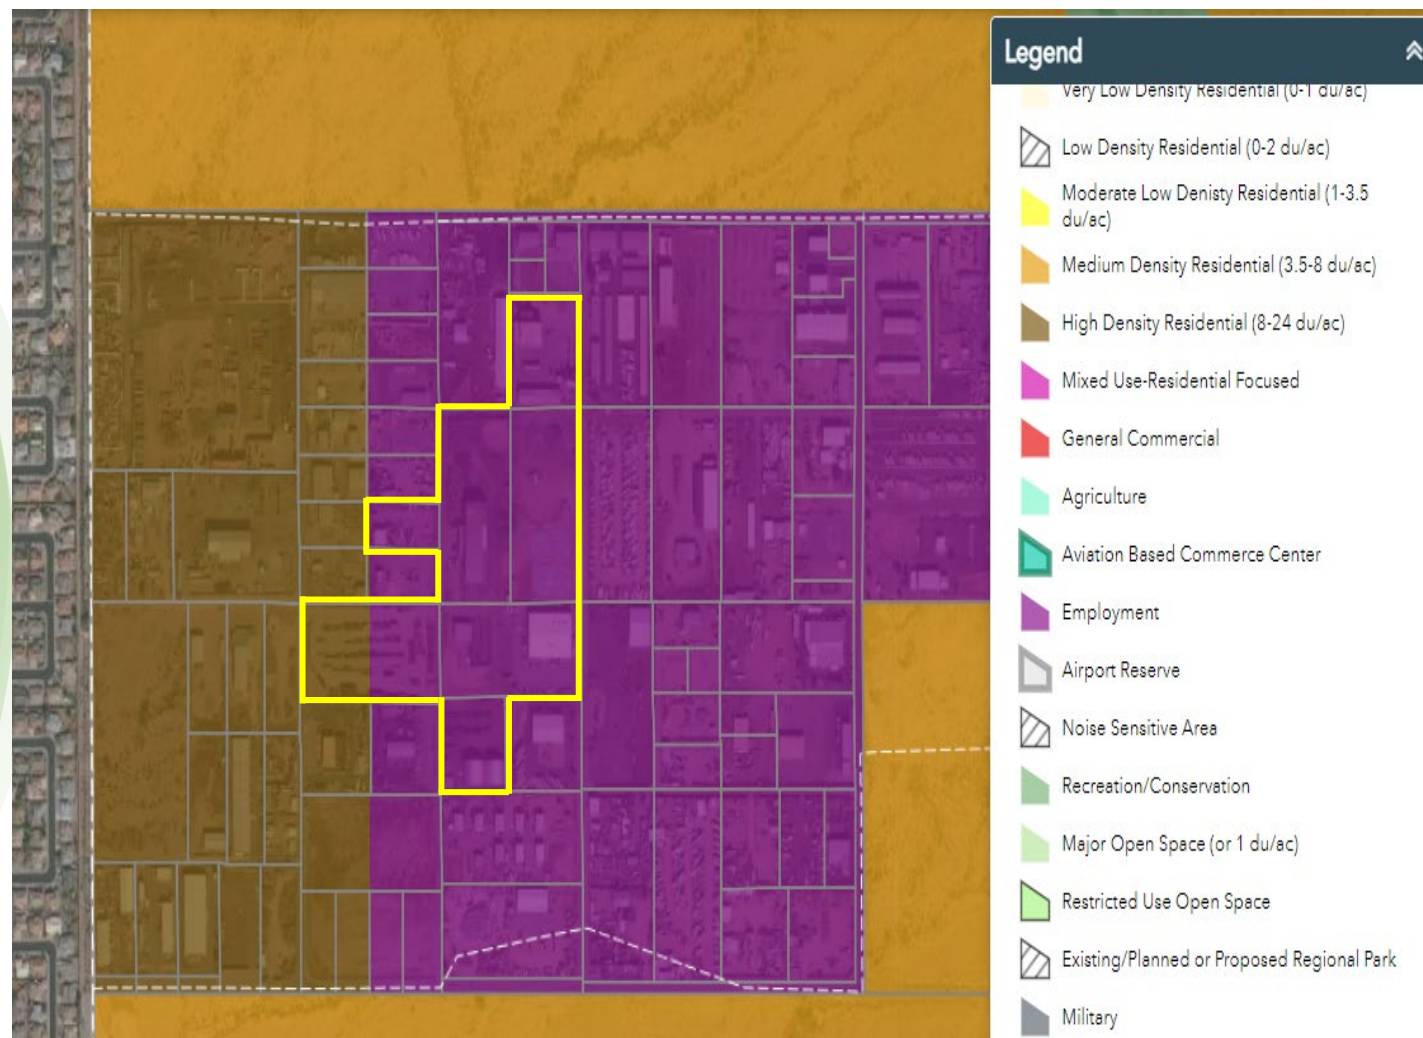 Legend
Very Low Density Residential (0-1 du/ac)
Low Density Residential (0-2 du/ac)
Moderate Low Denisty Residential (1-3.5
du/ac)
Medium Density Residential (3.5-8 du/ac)
High Density Residential (8-24 du/ac)
Mixed Use-Residential Focused
General Commercial
Agriculture
Aviation Based Commerce Center
Employment
Airport Reserve
Noise Sensitive Area
Recreation/Conservation
Major Open Space (or 1 du/ac)
Restricted Use Open Space
Existing/Planned or Proposed Regional Park
Military